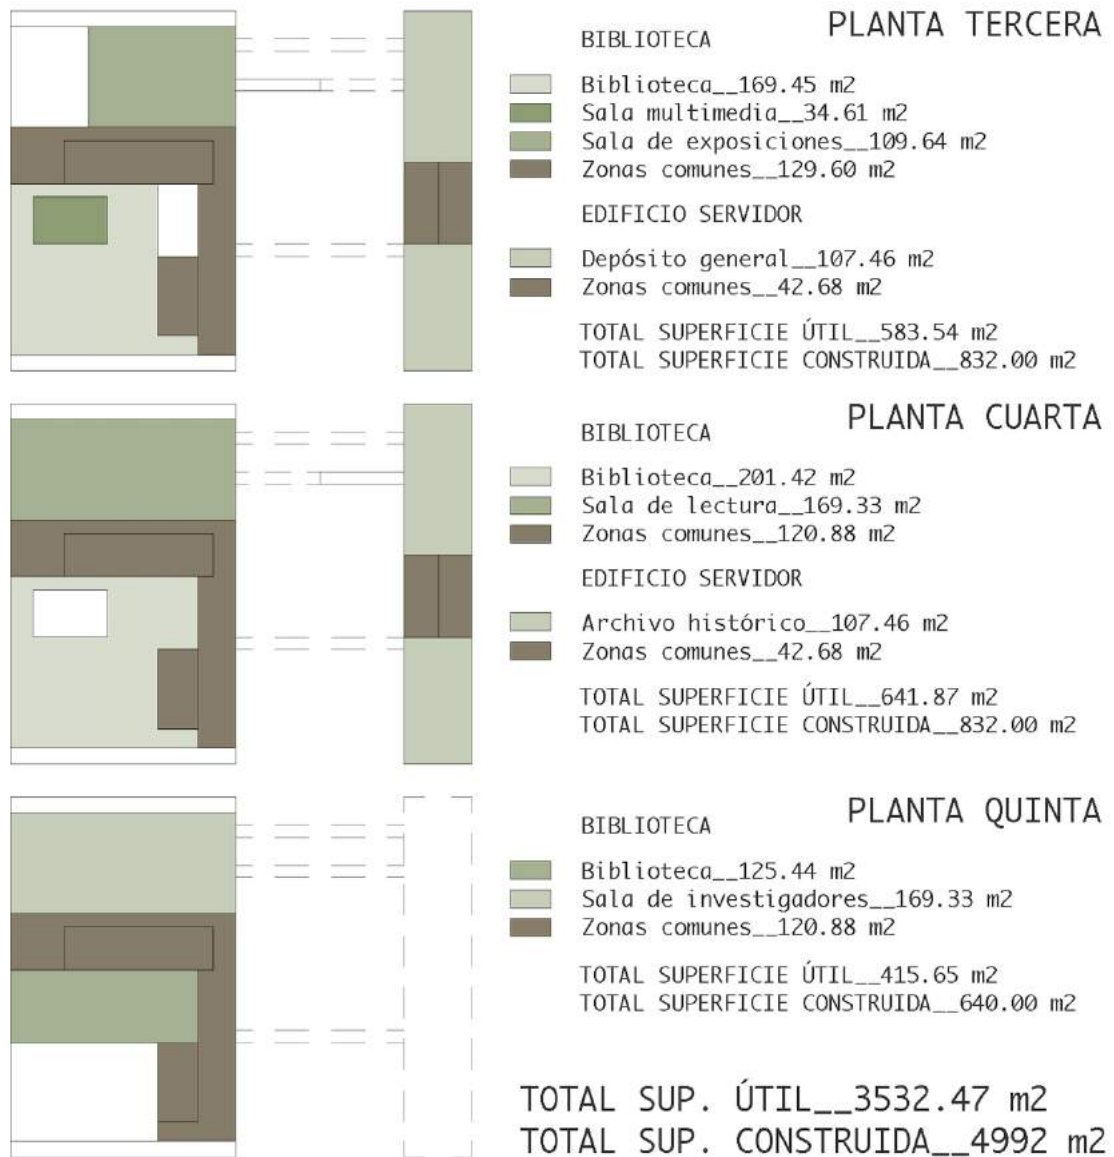 PLANTA TERCERA
BIBLIOTECA
Biblioteca__169.45 m2
Sala multimedia__34.61 m2
Sala de exposiciones__109.64 m2
Zonas comunes__129.60 m2
EDIFICIO SERVIDOR
Depósito general__107.46 m2
Zonas comunes__42.68 m2
TOTAL SUPERFICIE ÚTIL__583.54 m2
TOTAL SUPERFICIE CONSTRUIDA__832.00 m2
PLANTA CUARTA
BIBLIOTECA
Biblioteca__201.42 m2
Sala de lectura__169.33 m2
Zonas comunes__120.88 m2
EDIFICIO SERVIDOR
Archivo histórico__107.46 m2
Zonas comunes__42.68 m2
TOTAL SUPERFICIE ÚTIL__641.87 m2
TOTAL SUPERFICIE CONSTRUIDA__832.00 m2
PLANTA QUINTA
BIBLIOTECA
Biblioteca__125.44 m2
Sala de investigadores__169.33 m2
Zonas comunes__120.88 m2
TOTAL SUPERFICIE ÚTIL__415.65 m2
TOTAL SUPERFICIE CONSTRUIDA__640.00 m2
TOTAL SUP. ÚTIL__3532.47 m2
TOTAL SUP. CONSTRUIDA__4992 m2